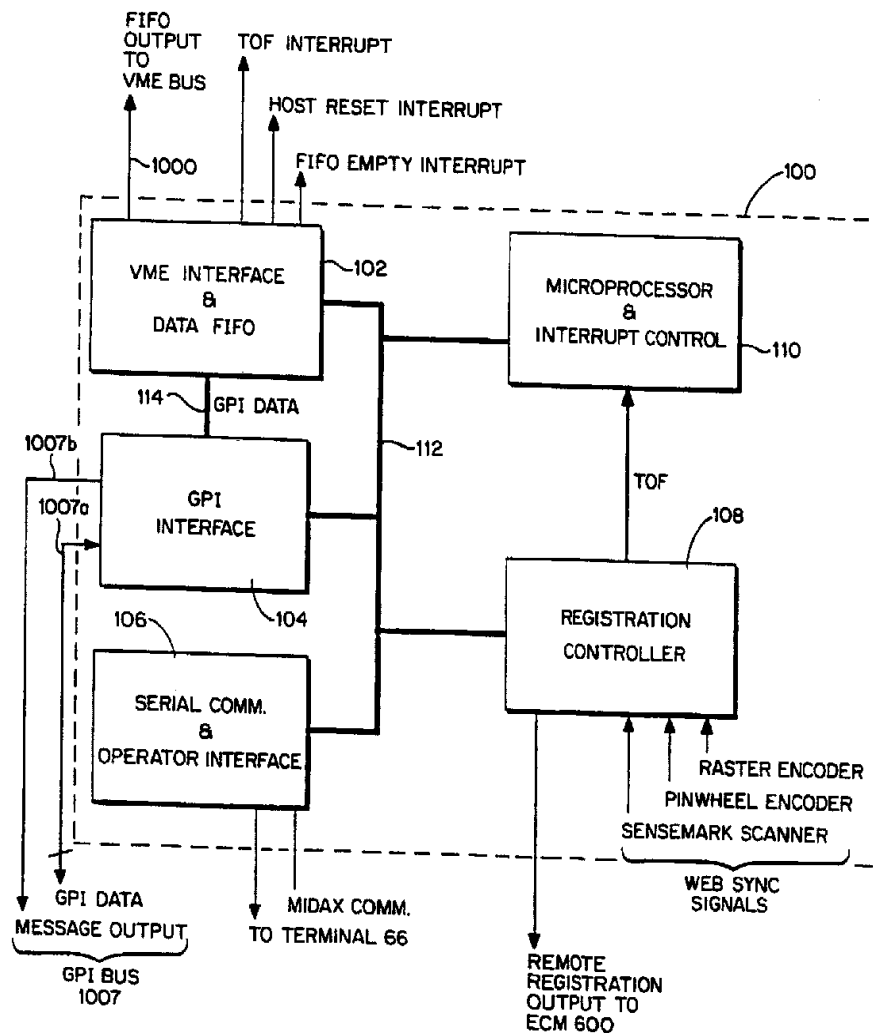 FIFO
OUTPUT
TO
VME BUS
TOF INTERRUPT
HOST RESET INTERRUPT
FIFO EMPTY INTERRUPT
1000
100
VME INTERFACE
&
DATA FIFO
102
MICROPROCESSOR
&
INTERRUPT CONTROL
110
114
GPI DATA
112
1007b
1007a
GPI
INTERFACE
104
TOF
108
REGISTRATION
CONTROLLER
106
SERIAL COMM.
&
OPERATOR INTERFACE
RASTER ENCODER
PINWHEEL ENCODER
SENSEMARK SCANNER
WEB SYNC
SIGNALS
GPI DATA
MESSAGE OUTPUT
GPI BUS
1007
MIDAX COMM.
TO TERMINAL 66
REMOTE
REGISTRATION
OUTPUT TO
ECM 600